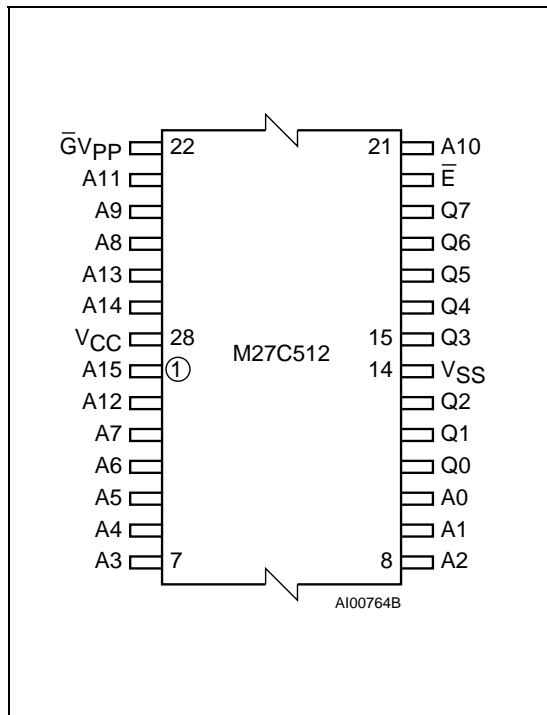 G̅VPP 22 21 A10
A11 E̅
A9 Q7
A8 Q6
A13 Q5
A14 Q4
VCC 28 M27C512 15 Q3
A15 1 14 VSS
A12 Q2
A7 Q1
A6 Q0
A5 A0
A4 A1
A3 7 8 A2
AI00764B